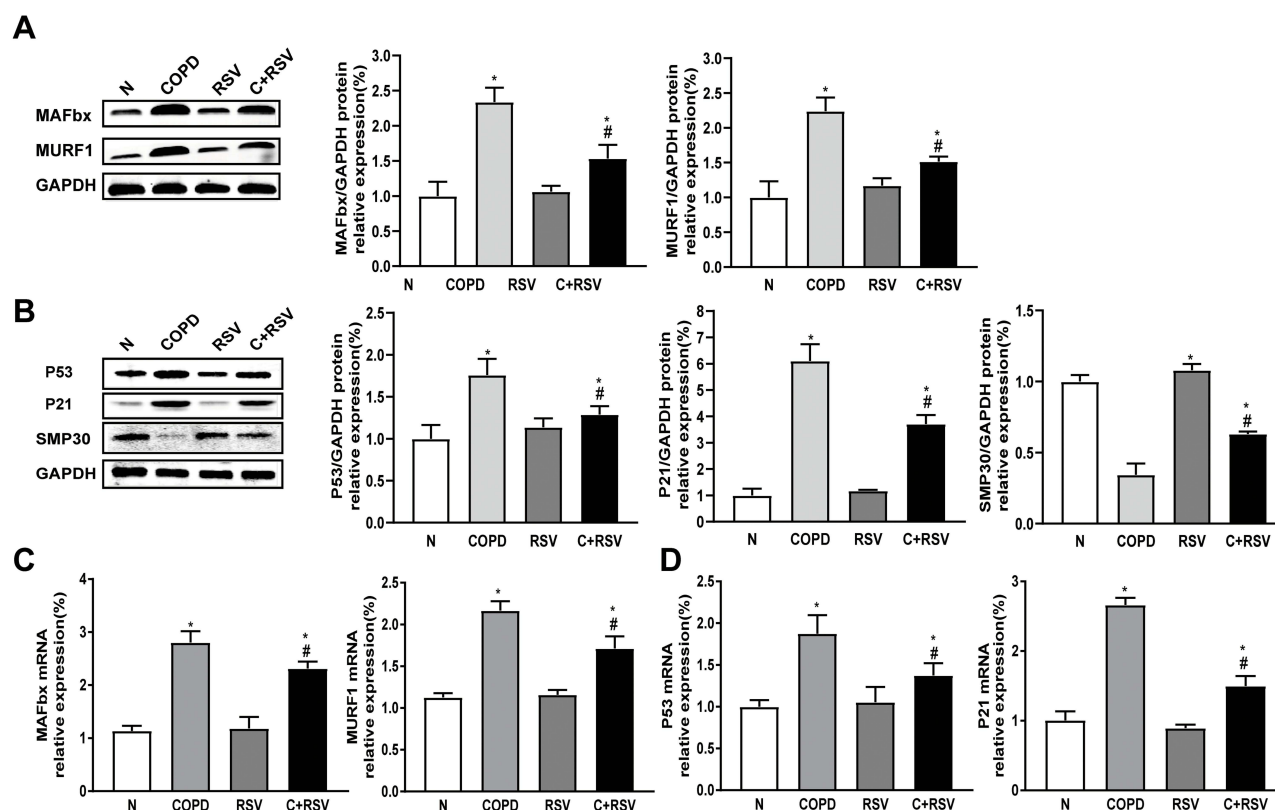 A
N COPD RSV C+RSV
MAFbx
MURF1
GAPDH
MAFbx/GAPDH protein
relative expression(%)
3.0
2.5
2.0
1.5
1.0
0.5
0.0
*
*
#
N COPD RSV C+RSV
MURF1/GAPDH protein
relative expression(%)
3.0
2.5
2.0
1.5
1.0
0.5
0.0
*
*
#
N COPD RSV C+RSV
B
N COPD RSV C+RSV
P53
P21
SMP30
GAPDH
P53/GAPDH protein
relative expression(%)
2.5
2.0
1.5
1.0
0.5
0.0
*
*
#
N COPD RSV C+RSV
P21/GAPDH protein
relative expression(%)
8
7
6
5
4
3
2
1
0
*
*
#
N COPD RSV C+RSV
SMP30/GAPDH protein
relative expression(%)
1.5
1.0
0.5
0.0
*
*
#
N COPD RSV C+RSV
C
MAFbx mRNA
relative expression(%)
4
3
2
1
0
*
*
#
N COPD RSV C+RSV
MURF1 mRNA
relative expression(%)
2.5
2.0
1.5
1.0
0.5
0.0
*
*
#
N COPD RSV C+RSV
D
P53 mRNA
relative expression(%)
2.5
2.0
1.5
1.0
0.5
0.0
*
*
#
N COPD RSV C+RSV
P21 mRNA
relative expression(%)
3
2
1
0
*
*
#
N COPD RSV C+RSV